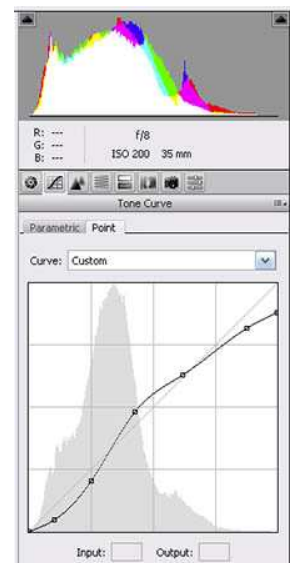 R: ---
G: ---
B: ---
f/8
ISO 200 35 mm
Tone Curve
Parametric Point
Curve: Custom
Input: Output: